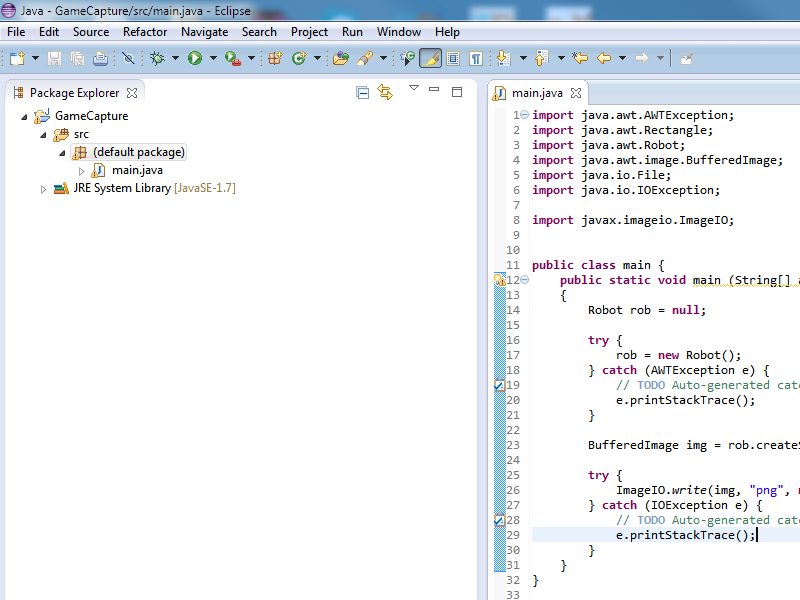 Java - GameCapture/src/main.java - Eclipse
File Edit Source Refactor Navigate Search Project Run Window Help
Package Explorer
GameCapture
src
(default package)
main.java
JRE System Library [JavaSE-1.7]
main.java
1 import java.awt.AWTException;
2 import java.awt.Rectangle;
3 import java.awt.Robot;
4 import java.awt.image.BufferedImage;
5 import java.io.File;
6 import java.io.IOException;
7
8 import javax.imageio.ImageIO;
9
10
11 public class main {
12 public static void main (String[] a
13 {
14 Robot rob = null;
15
16 try {
17 rob = new Robot();
18 } catch (AWTException e) {
19 // TODO Auto-generated cat
20 e.printStackTrace();
21 }
22
23 BufferedImage img = rob.createS
24
25 try {
26 ImageIO.write(img, "png", n
27 } catch (IOException e) {
28 // TODO Auto-generated cat
29 e.printStackTrace();
30 }
31 }
32 }
33